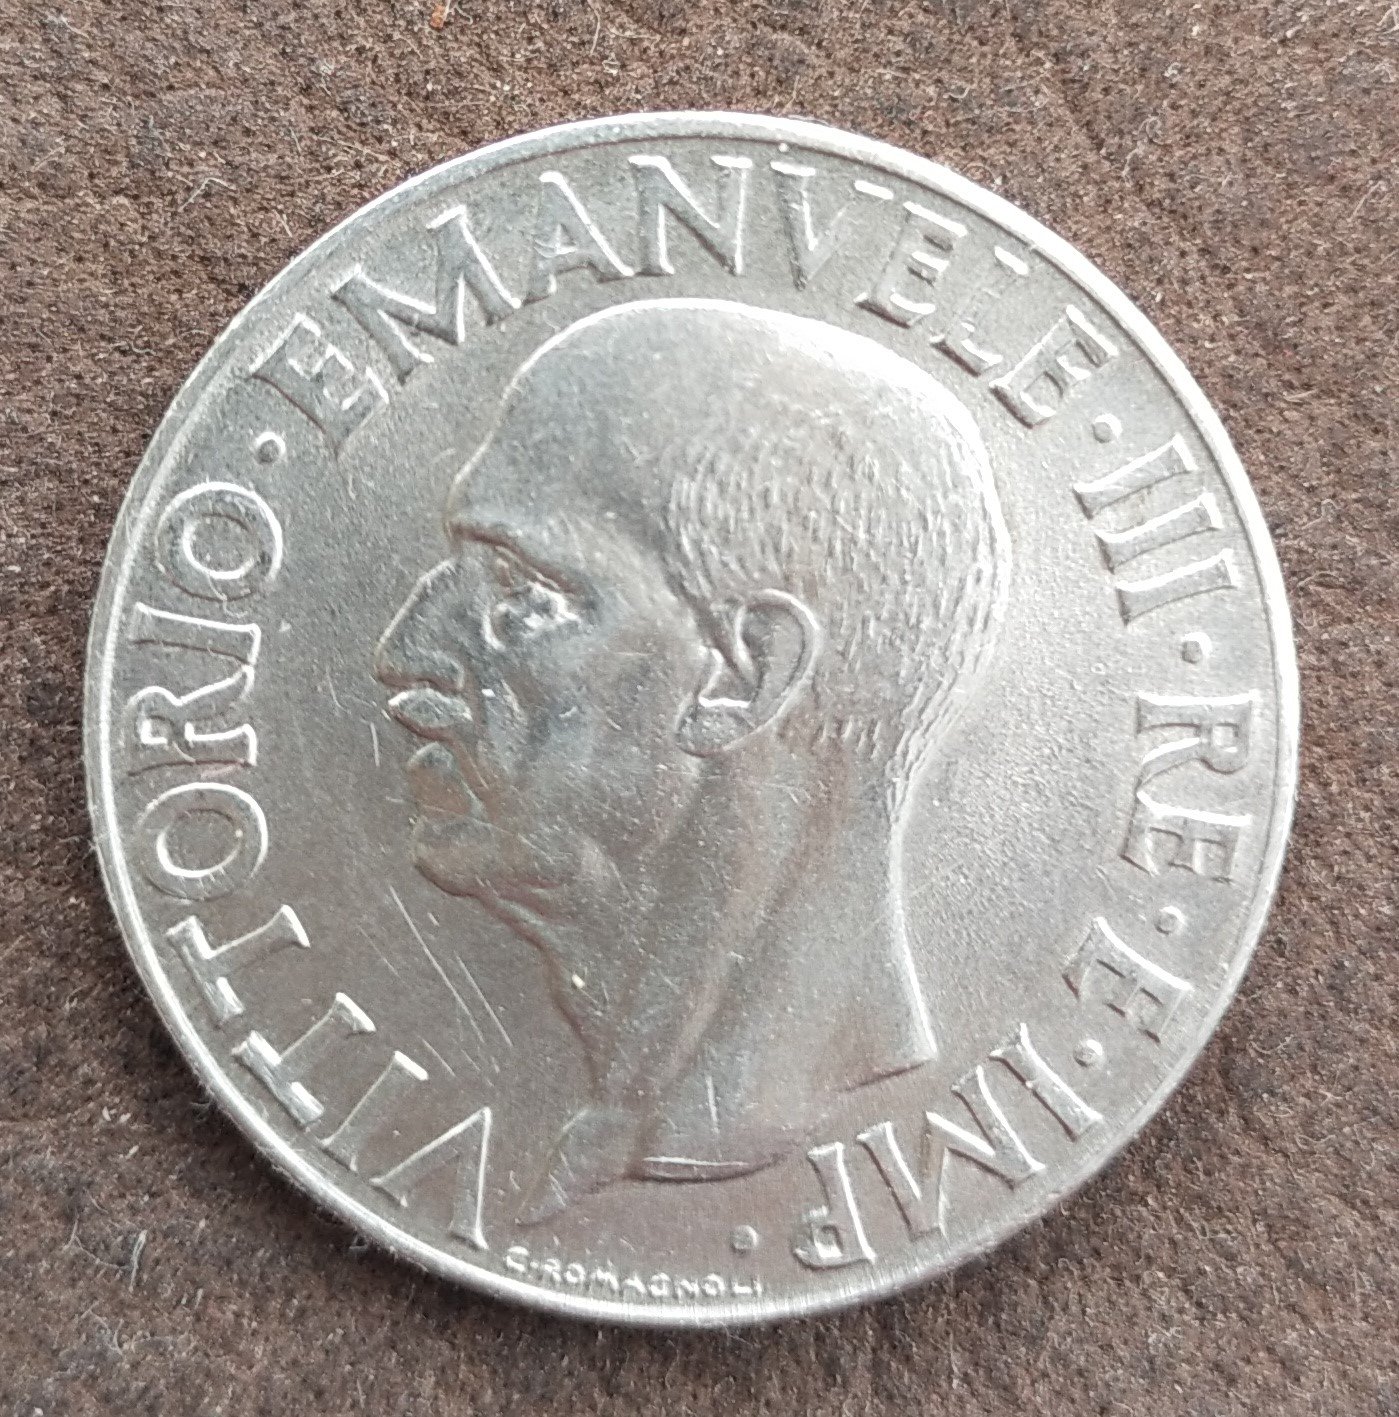 VITTORIO · EMANVELE · III · RE · E · IMP ·
G·ROMAGNOLI